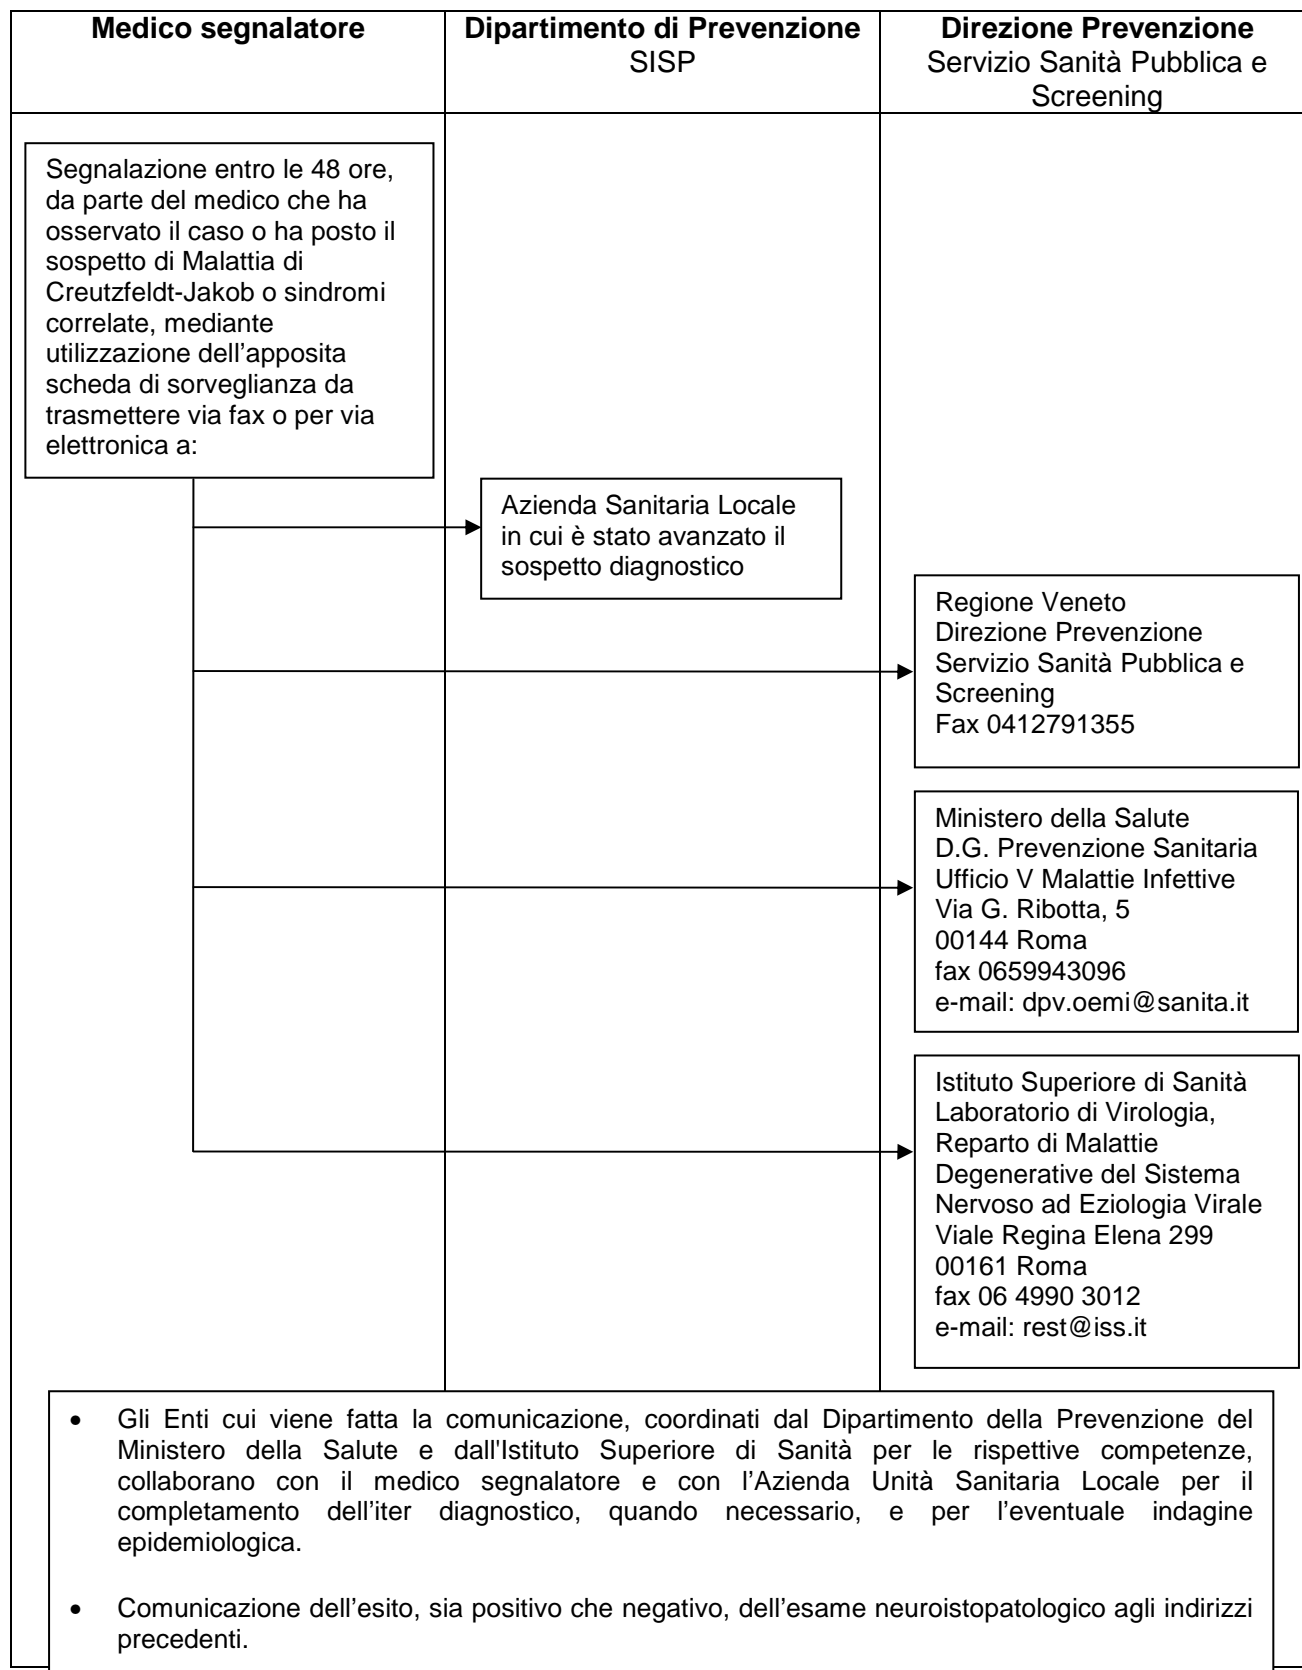 Medico segnalatore
Dipartimento di Prevenzione
SISP
Direzione Prevenzione
Servizio Sanità Pubblica e
Screening
Segnalazione entro le 48 ore,
da parte del medico che ha
osservato il caso o ha posto il
sospetto di Malattia di
Creutzfeldt-Jakob o sindromi
correlate, mediante
utilizzazione dell’apposita
scheda di sorveglianza da
trasmettere via fax o per via
elettronica a:
Azienda Sanitaria Locale
in cui è stato avanzato il
sospetto diagnostico
Regione Veneto
Direzione Prevenzione
Servizio Sanità Pubblica e
Screening
Fax 0412791355
Ministero della Salute
D.G. Prevenzione Sanitaria
Ufficio V Malattie Infettive
Via G. Ribotta, 5
00144 Roma
fax 0659943096
e-mail: dpv.oemi@sanita.it
Istituto Superiore di Sanità
Laboratorio di Virologia,
Reparto di Malattie
Degenerative del Sistema
Nervoso ad Eziologia Virale
Viale Regina Elena 299
00161 Roma
fax 06 4990 3012
e-mail: rest@iss.it
• Gli Enti cui viene fatta la comunicazione, coordinati dal Dipartimento della Prevenzione del
Ministero della Salute e dall'Istituto Superiore di Sanità per le rispettive competenze,
collaborano con il medico segnalatore e con l’Azienda Unità Sanitaria Locale per il
completamento dell’iter diagnostico, quando necessario, e per l’eventuale indagine
epidemiologica.
• Comunicazione dell’esito, sia positivo che negativo, dell’esame neuroistopatologico agli indirizzi
precedenti.